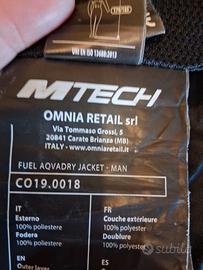 UNI EN ISO 13688:2013
MTECH
OMNIA RETAIL srl
Via Tommaso Grossi, 5
20841 Carate Brianza (MB)
ITALY - www.omniaretail.it
FUEL AQVADRY JACKET - MAN
CO19.0018
IT
Esterno
100% poliestere
Fodera
100% poliestere
FR
Couche extérieure
100% polyester
Doublure
100% polyester
EN
ES
subito